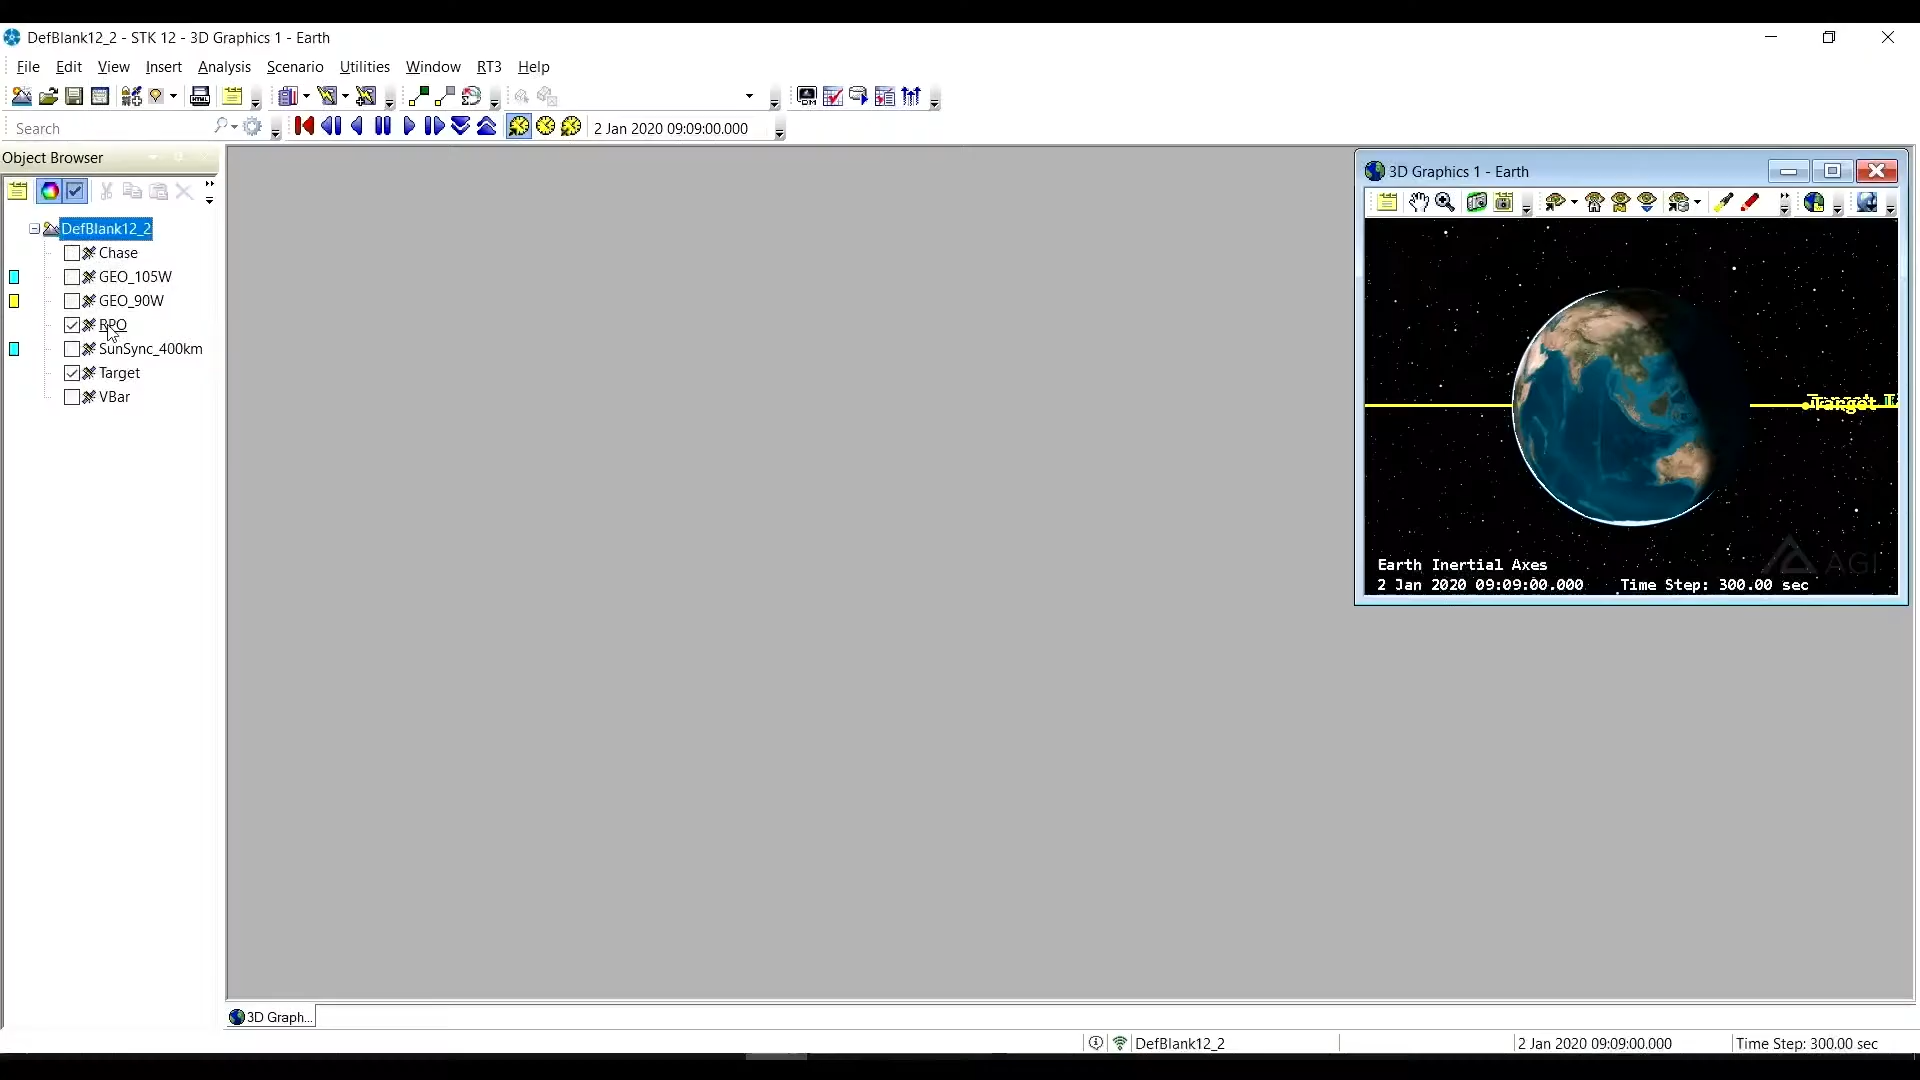 DefBlank12_2 - STK 12 - 3D Graphics 1 - Earth
File Edit View Insert Analysis Scenario Utilities Window RT3 Help
Search
2 Jan 2020 09:09:00.000
Object Browser
DefBlank12_2
Chase
GEO_105W
GEO_90W
RPO
SunSync_400km
Target
VBar
3D Graphics 1 - Earth
Target
AGI
Earth Inertial Axes
2 Jan 2020 09:09:00.000 Time Step: 300.00 sec
3D Graph...
DefBlank12_2
2 Jan 2020 09:09:00.000
Time Step: 300.00 sec